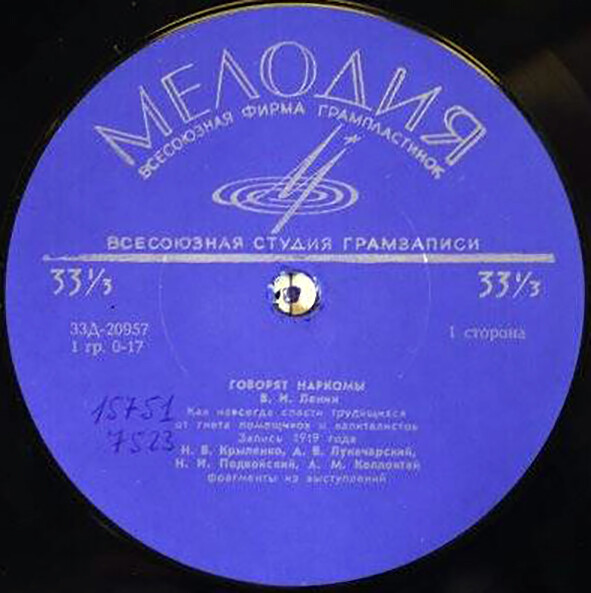 МЕЛОДИЯ
ВСЕСОЮЗНАЯ ФИРМА ГРАМПЛАСТИНОК
ВСЕСОЮЗНАЯ СТУДИЯ ГРАМЗАПИСИ
33⅓ 33⅓
33Д-20957 1 сторона
1 гр. 0-17
ГОВОРЯТ НАРКОМЫ
В. И. Ленин
Как навсегда спасти трудящихся
от гнета помещиков и капиталистов
Запись 1919 года
Н. В. Крыленко, А. В. Луначарский,
Н. И. Подвойский, А. М. Коллонтай
Фрагменты из выступлений
15751
7523